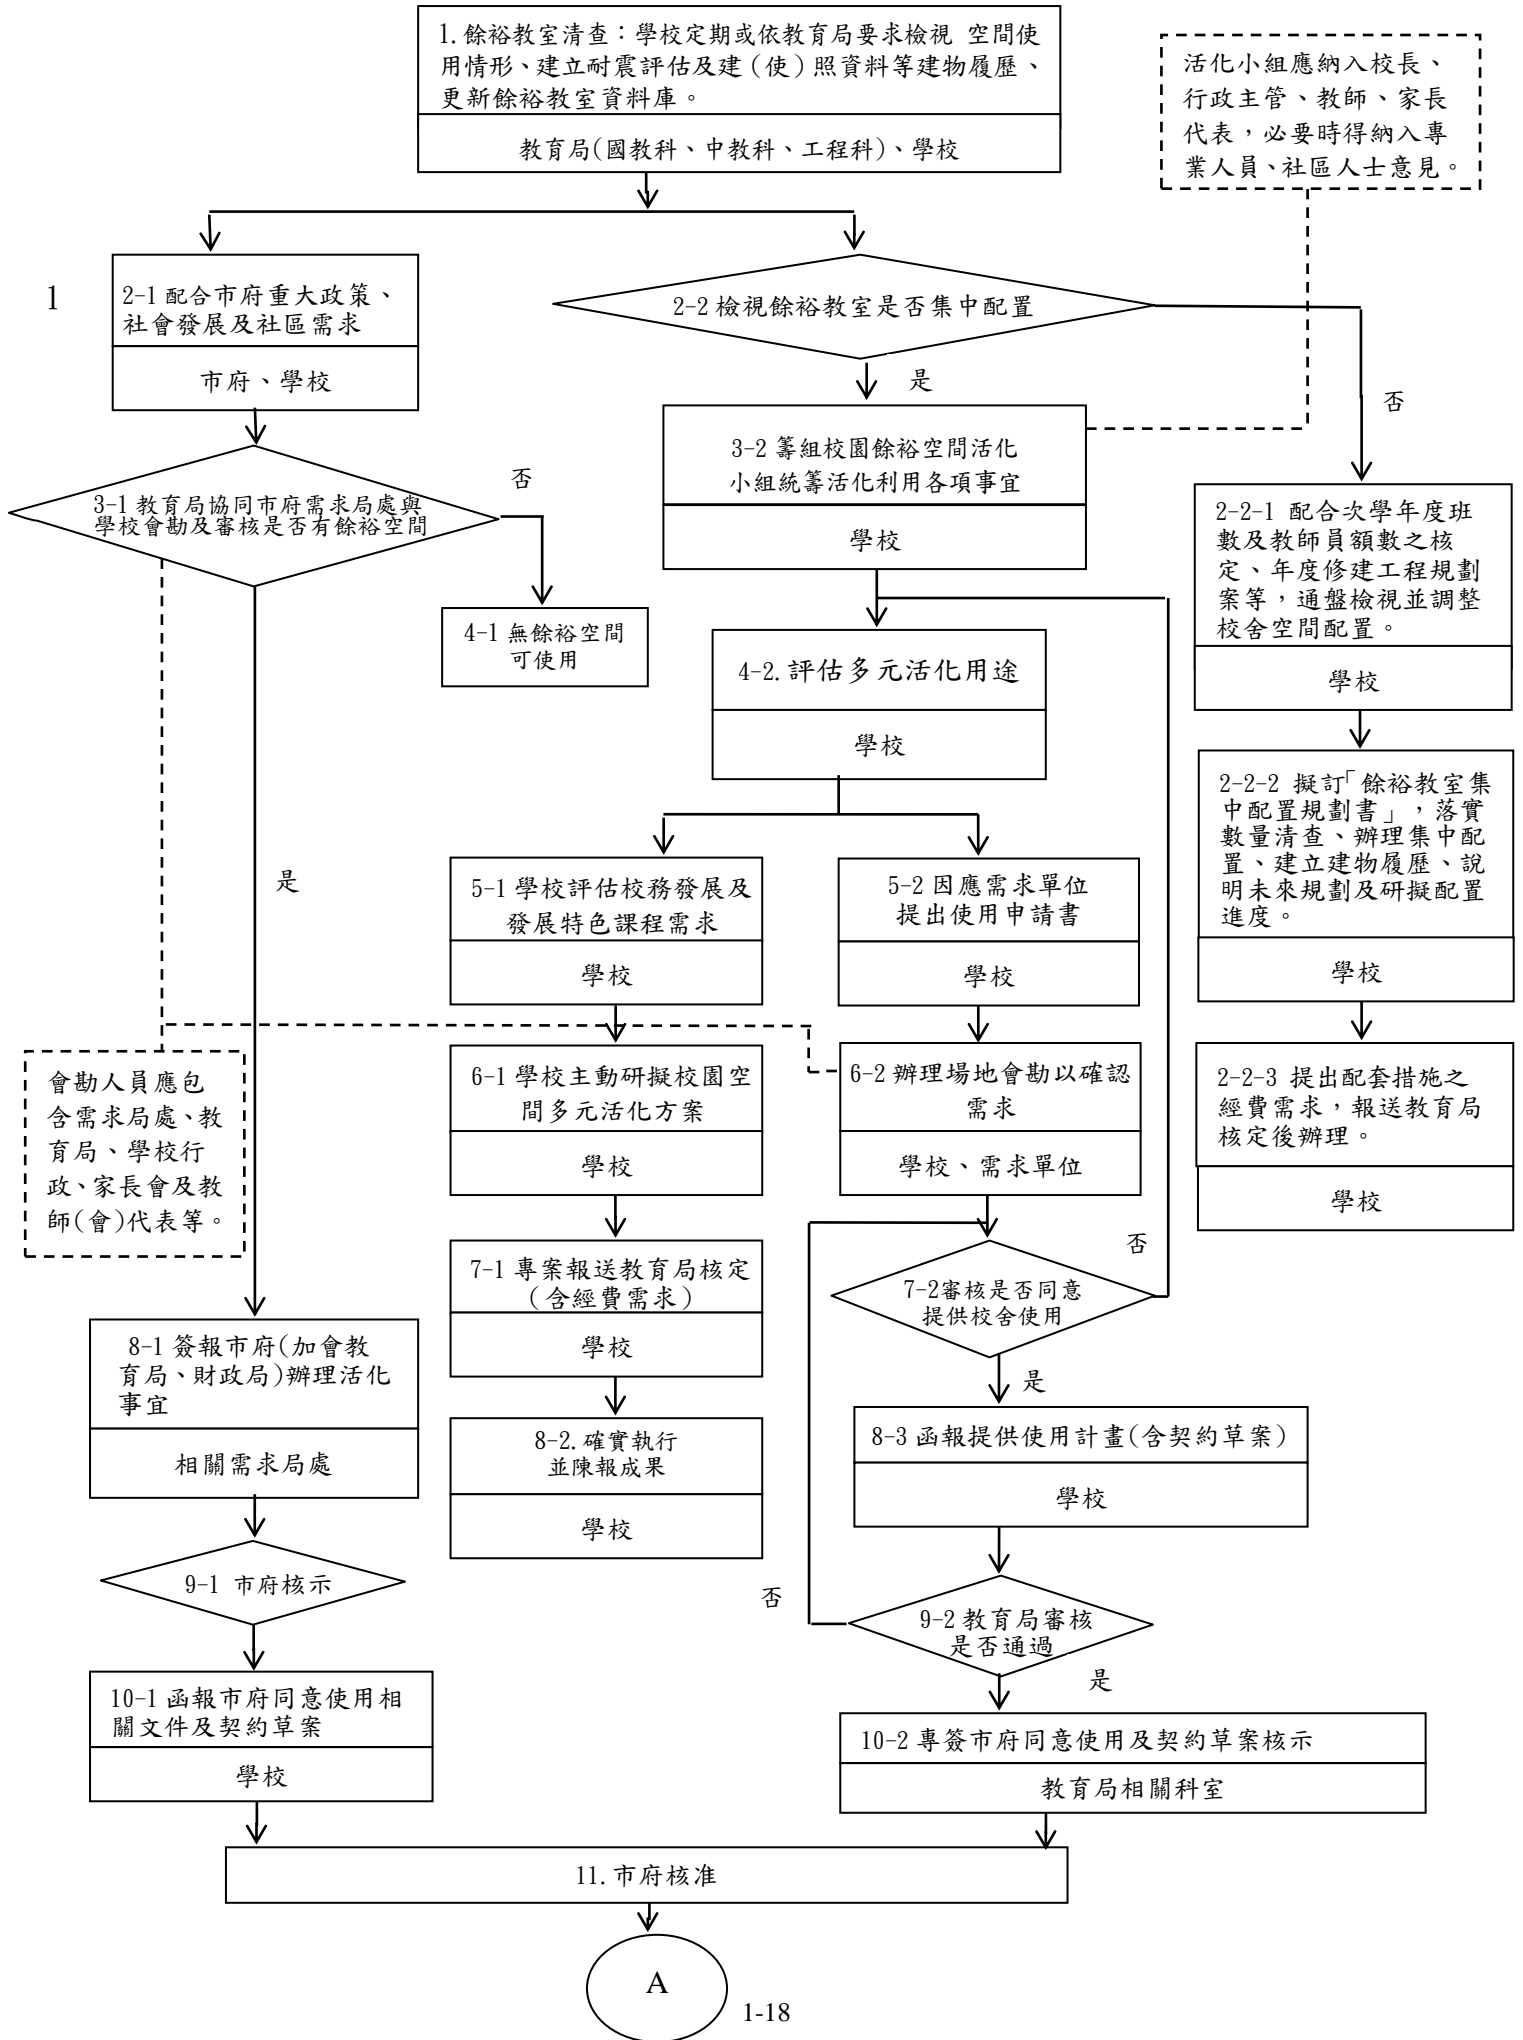 1.餘裕教室清查：學校定期或依教育局要求檢視 空間使
用情形、建立耐震評估及建(使)照資料等建物履歷、
更新餘裕教室資料庫。
教育局(國教科、中教科、工程科)、學校
活化小組應納入校長、
行政主管、教師、家長
代表，必要時得納入專
業人員、社區人士意見。
1
2-1 配合市府重大政策、
社會發展及社區需求
市府、學校
2-2 檢視餘裕教室是否集中配置
是
否
3-1 教育局協同市府需求局處與
學校會勘及審核是否有餘裕空間
否
是
4-1 無餘裕空間
可使用
3-2 籌組校園餘裕空間活化
小組統籌活化利用各項事宜
學校
2-2-1 配合次學年度班
數及教師員額數之核
定、年度修建工程規劃
案等，通盤檢視並調整
校舍空間配置。
學校
4-2.評估多元活化用途
學校
2-2-2 擬訂「餘裕教室集
中配置規劃書」，落實
數量清查、辦理集中配
置、建立建物履歷、說
明未來規劃及研擬配置
進度。
學校
5-1 學校評估校務發展及
發展特色課程需求
學校
5-2 因應需求單位
提出使用申請書
學校
會勘人員應包
含需求局處、教
育局、學校行
政、家長會及教
師(會)代表等。
6-1 學校主動研擬校園空
間多元活化方案
學校
6-2 辦理場地會勘以確認
需求
學校、需求單位
2-2-3 提出配套措施之
經費需求，報送教育局
核定後辦理。
學校
7-1 專案報送教育局核定
(含經費需求)
學校
7-2審核是否同意
提供校舍使用
否
是
8-1 簽報市府(加會教
育局、財政局)辦理活化
事宜
相關需求局處
8-2.確實執行
並陳報成果
學校
8-3 函報提供使用計畫(含契約草案)
學校
9-1 市府核示
9-2 教育局審核
是否通過
否
是
10-1 函報市府同意使用相
關文件及契約草案
學校
10-2 專簽市府同意使用及契約草案核示
教育局相關科室
11.市府核准
A
1-18